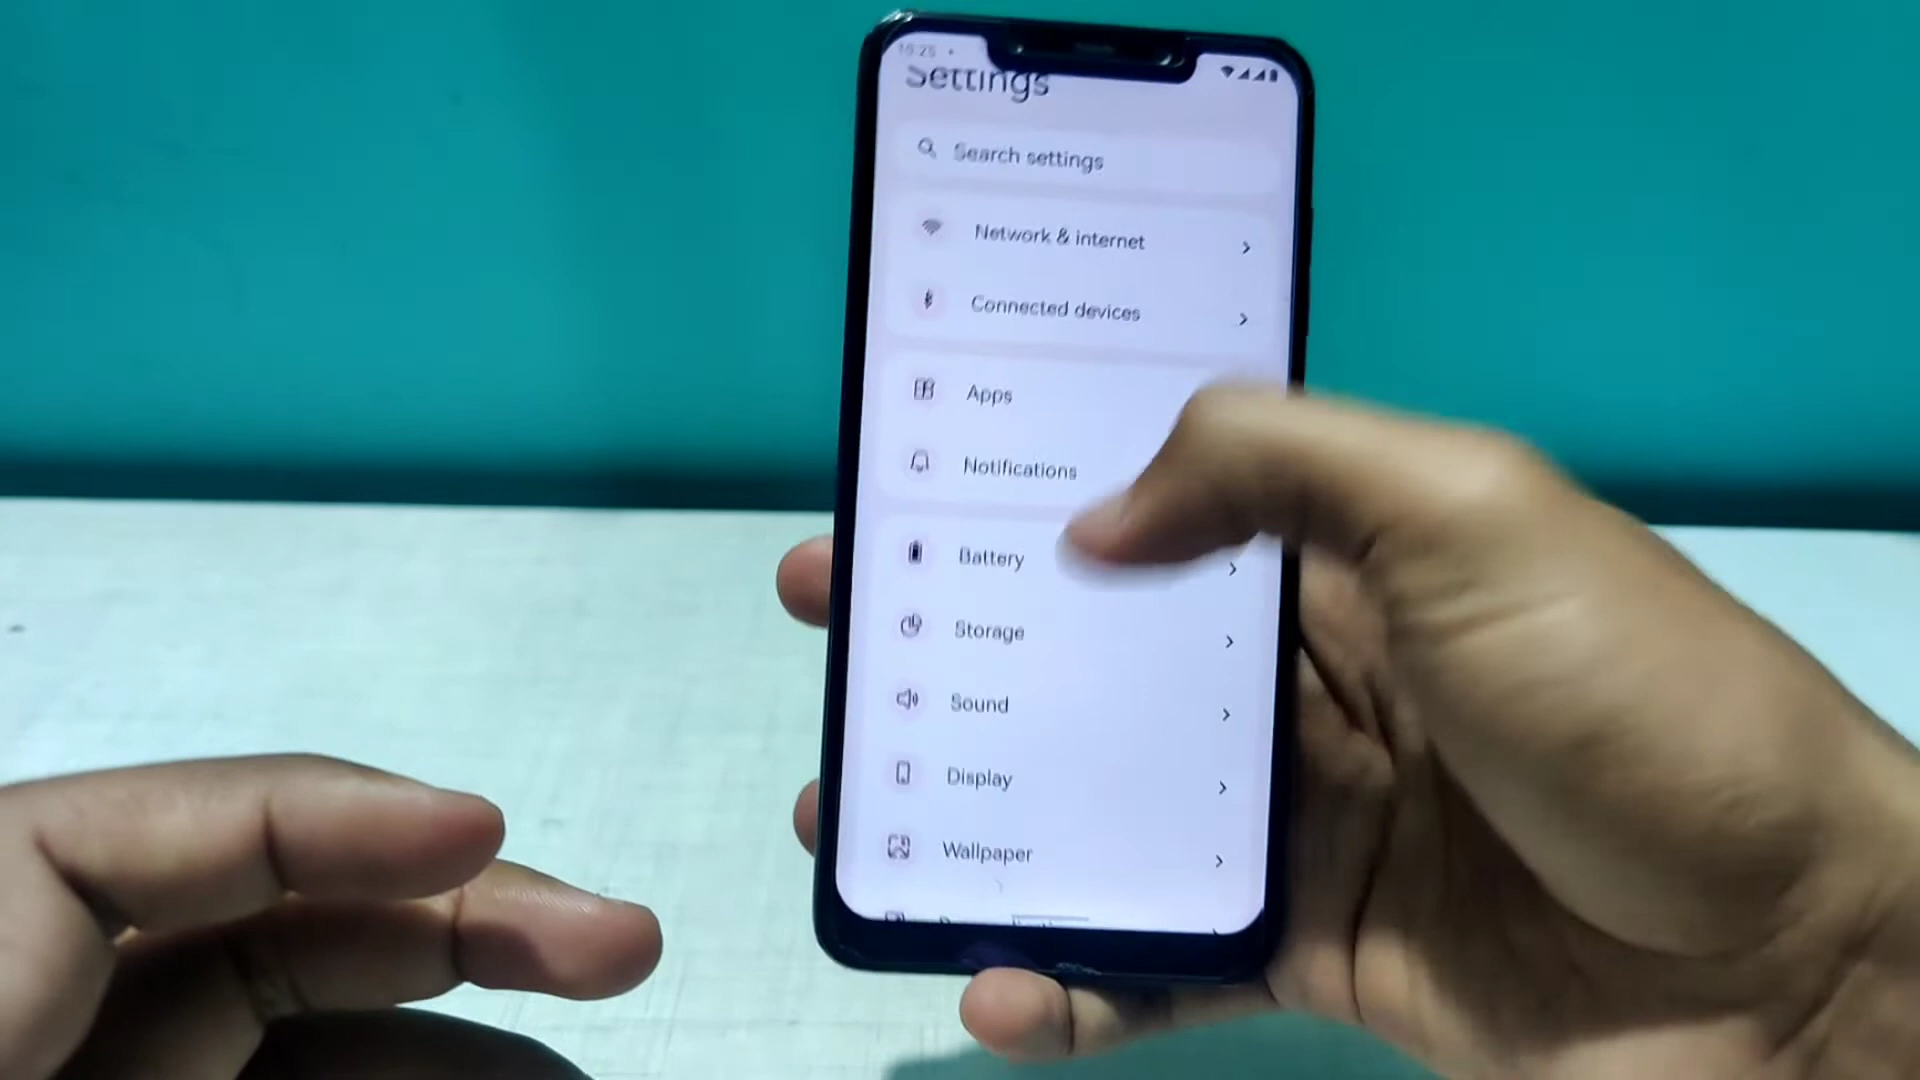 Settings
Search settings
Network & internet
Connected devices
Apps
Notifications
Battery
Storage
Sound
Display
Wallpaper